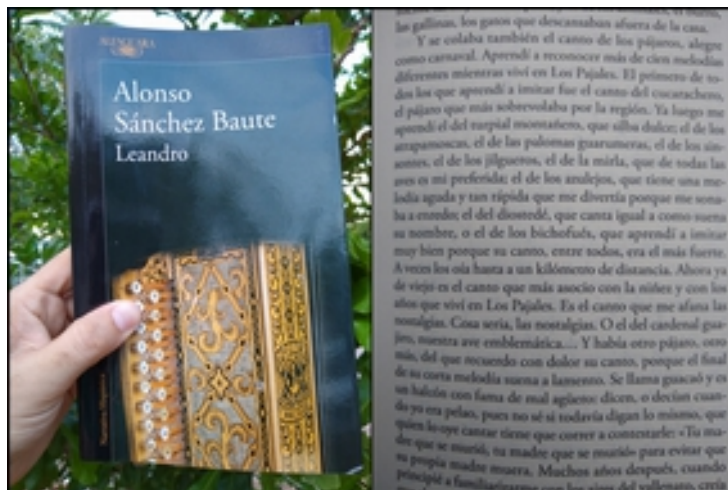 ALFAGUARA
Alonso
Sánchez Baute
Leandro
las gallinas, los gatos que descansaban afuera de la casa.
Y se colaba también el canto de los pájaros, alegre
como carnaval. Aprendí a reconocer más de cien melodías
diferentes mientras viví en Los Pajales. El primero de to-
dos los que aprendí a imitar fue el canto del cucarachero,
el pájaro que más sobrevolaba por la región. Ya luego me
aprendí el del turpial montañero, que silba dulce; el de los
atrapamoscas, el de las palomas guarumeras, el de los sin-
sontes, el de los jilgueros, el de la mirla, que de todas las
aves es mi preferida; el de los azulejos, que tiene una me-
lodía aguda y tan rápida que me divertía porque me sona-
ba a enredo; el del diostedé, que canta igual a como suena
su nombre, o el de los bichofués, que aprendí a imitar
muy bien porque su canto, entre todos, era el más fuerte.
A veces los oía hasta a un kilómetro de distancia. Ahora
de viejo es el canto que más asocio con la niñez y con los
años que viví en Los Pajales. Es el canto que me afana las
nostalgias. Cosa seria, las nostalgias. O el del cardenal gua-
jiro, nuestra ave emblemática... Y había otro pájaro, otro
más, del que recuerdo con dolor su canto, porque el final
de su corta melodía suena a lamento. Se llama guacaó y es
un halcón con fama de mal agüero: dicen, o decían cuan-
do yo era pelao, pues no sé si todavía digan lo mismo, que
quien lo oye cantar tiene que correr a contestarle: «Tu ma-
dre que se murió, tu madre que se murió» para evitar que
su propia madre muera. Muchos años después, cuando
principié a familiarizarme con los aires del vallenato, creía